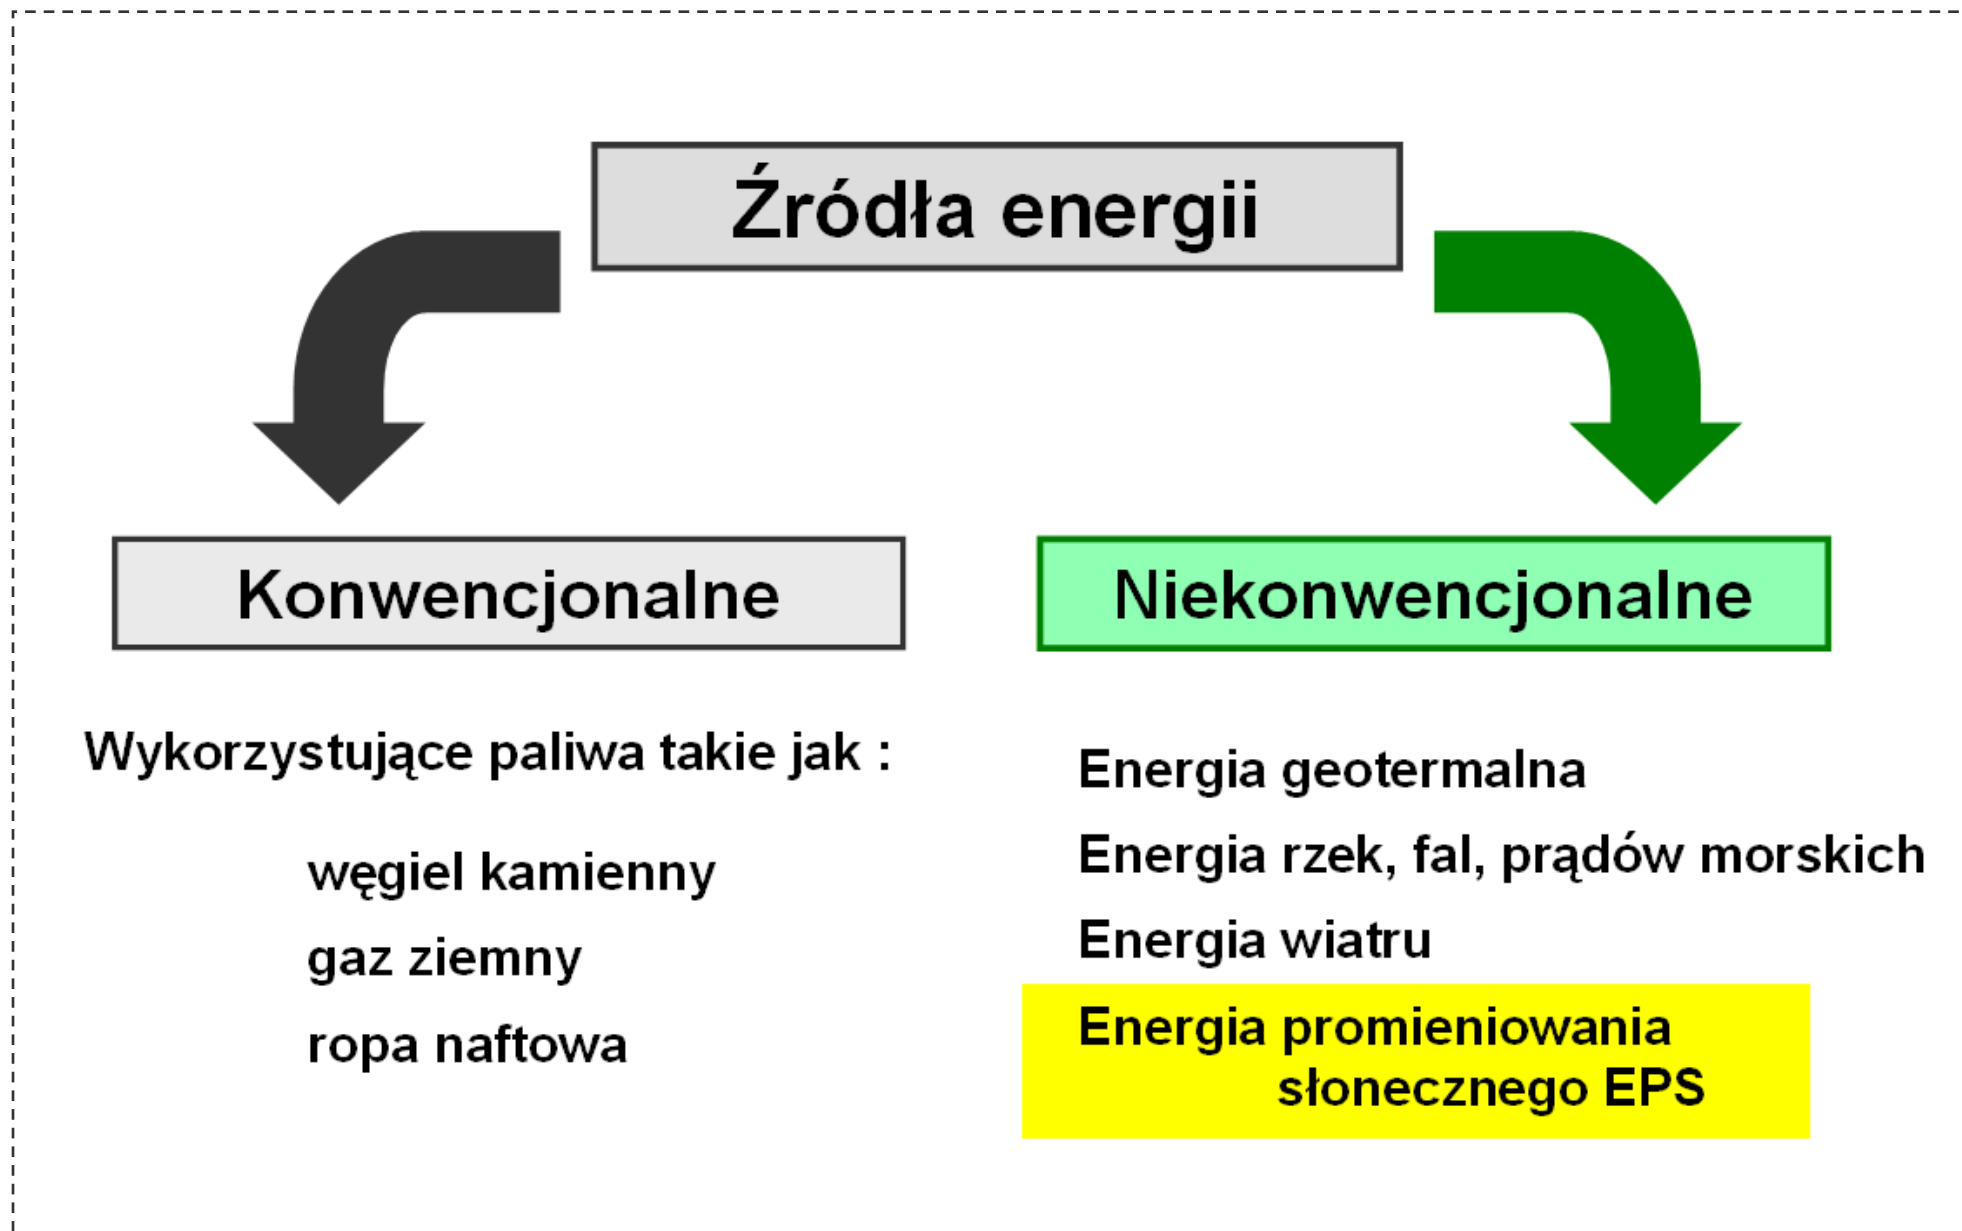 Źródła energii
Konwencjonalne
Wykorzystujące paliwa takie jak :
węgiel kamienny
gaz ziemny
ropa naftowa
Niekonwencjonalne
Energia geotermalna
Energia rzek, fal, prądów morskich
Energia wiatru
Energia promieniowania
słonecznego EPS